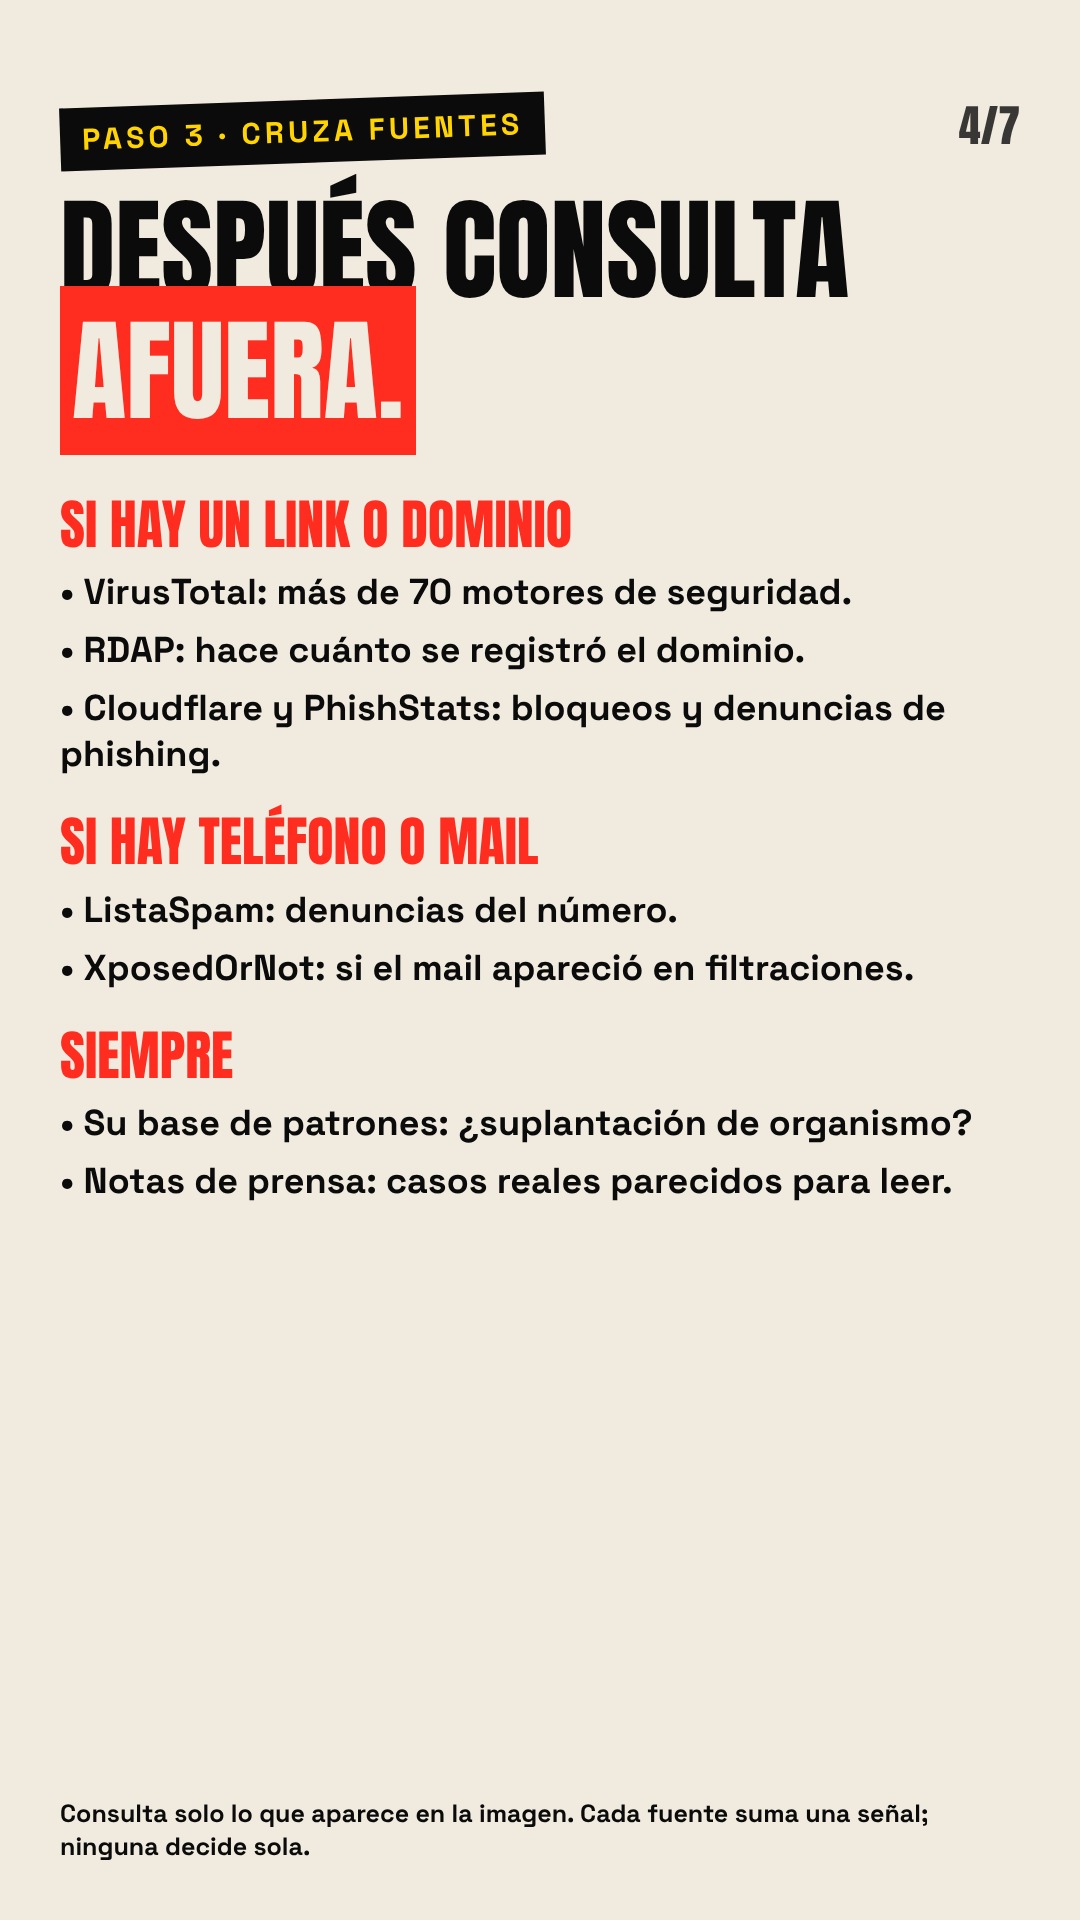 PASO 3 · CRUZA FUENTES
4/7
DESPUÉS CONSULTA
AFUERA.
SI HAY UN LINK O DOMINIO
• VirusTotal: más de 70 motores de seguridad.
• RDAP: hace cuánto se registró el dominio.
• Cloudflare y PhishStats: bloqueos y denuncias de
phishing.
SI HAY TELÉFONO O MAIL
• ListaSpam: denuncias del número.
• XposedOrNot: si el mail apareció en filtraciones.
SIEMPRE
• Su base de patrones: ¿suplantación de organismo?
• Notas de prensa: casos reales parecidos para leer.
Consulta solo lo que aparece en la imagen. Cada fuente suma una señal;
ninguna decide sola.